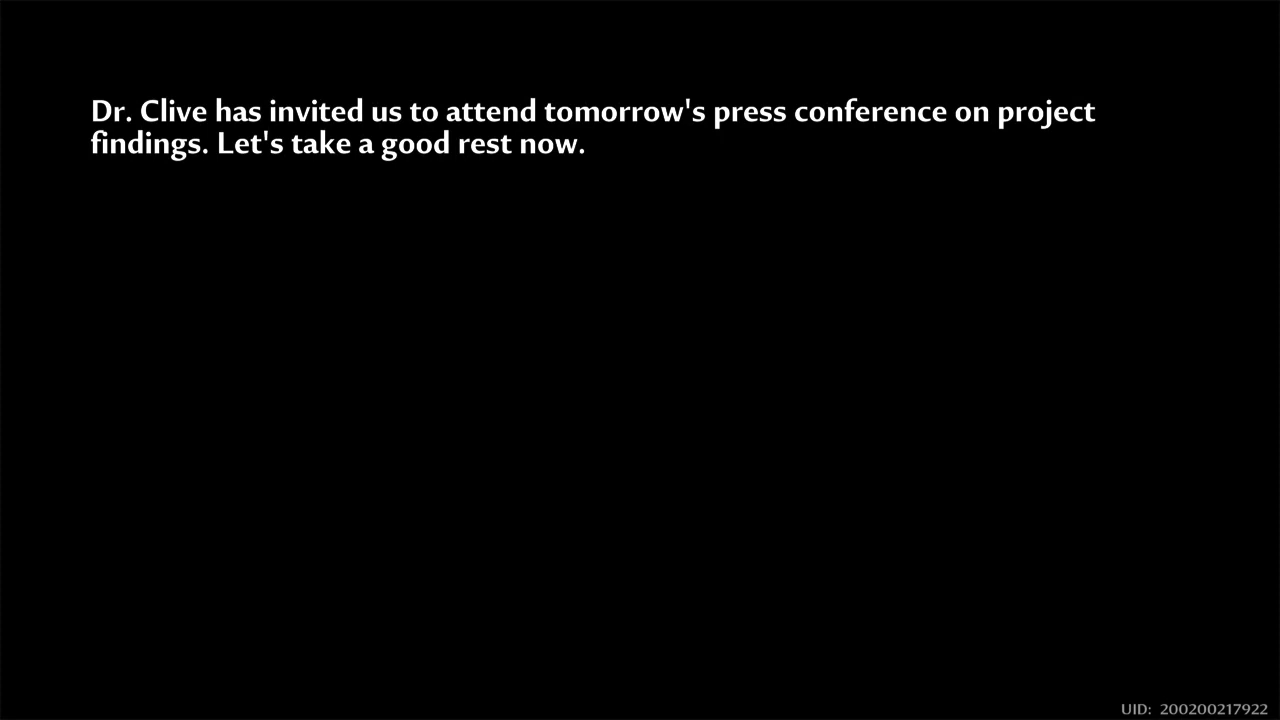 Dr. Clive has invited us to attend tomorrow's press conference on project
findings. Let's take a good rest now.
UID: 200200217922